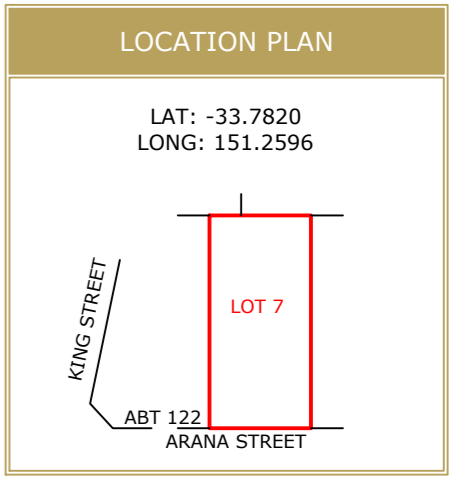 LOCATION PLAN
LAT: -33.7820
LONG: 151.2596
KING STREET
LOT 7
ABT 122
ARANA STREET